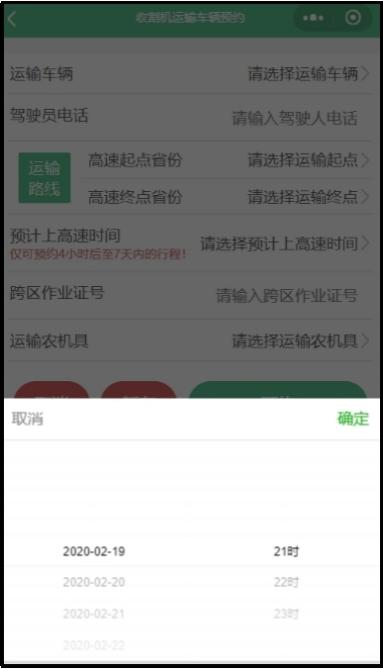 收割机运输车辆预约
运输车辆 请选择运输车辆
驾驶员电话 请输入驾驶人电话
运输路线
高速起点省份 请选择运输起点
高速终点省份 请选择运输终点
预计上高速时间 请选择预计上高速时间
仅可预约4小时后至7天内的行程！
跨区作业证号 请输入跨区作业证号
运输农机具 请选择运输农机具
取消 确定
2020-02-19 21时
2020-02-20 22时
2020-02-21 23时
2020-02-22